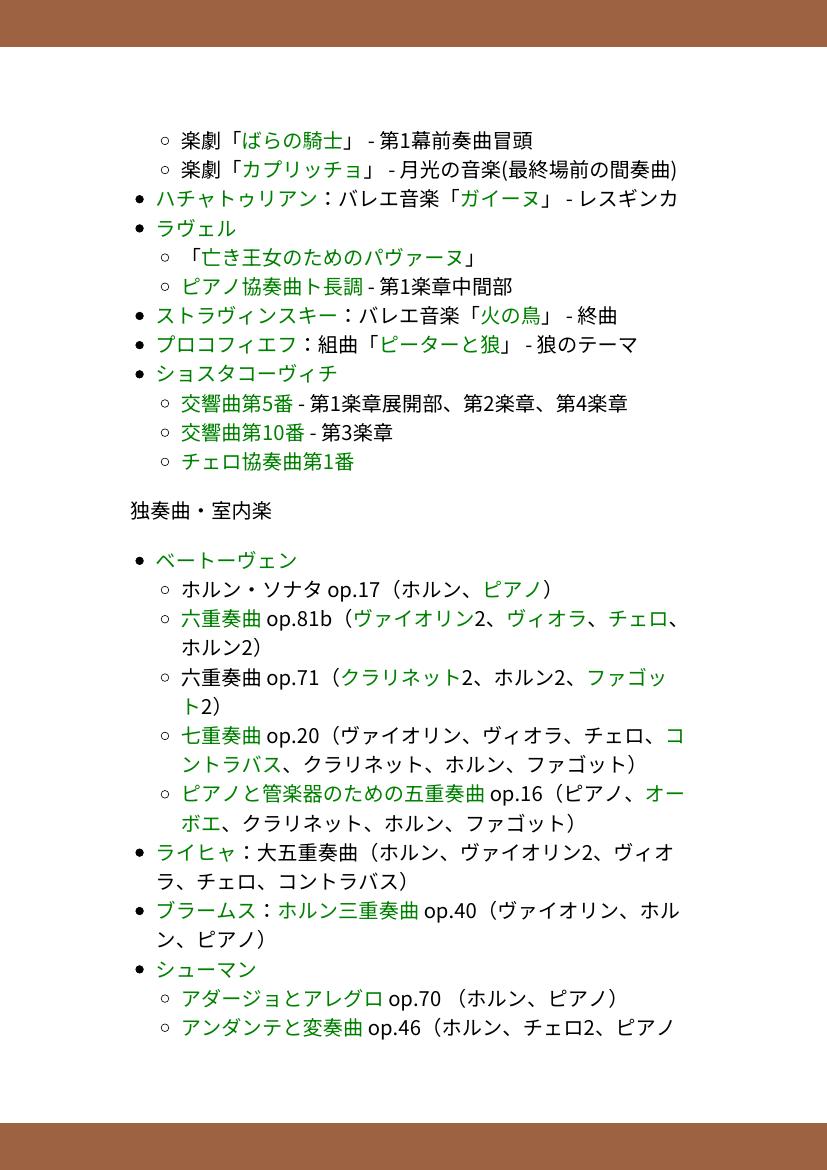 楽劇「ばらの騎士」 - 第1幕前奏曲冒頭
楽劇「カプリッチョ」 - 月光の音楽(最終場前の間奏曲)
ハチャトゥリアン：バレエ音楽「ガイーヌ」 - レスギンカ
ラヴェル
「亡き王女のためのパヴァーヌ」
ピアノ協奏曲ト長調 - 第1楽章中間部
ストラヴィンスキー：バレエ音楽「火の鳥」 - 終曲
プロコフィエフ：組曲「ピーターと狼」 - 狼のテーマ
ショスタコーヴィチ
交響曲第5番 - 第1楽章展開部、第2楽章、第4楽章
交響曲第10番 - 第3楽章
チェロ協奏曲第1番
独奏曲・室内楽
ベートーヴェン
ホルン・ソナタ op.17（ホルン、ピアノ）
六重奏曲 op.81b（ヴァイオリン2、ヴィオラ、チェロ、
ホルン2）
六重奏曲 op.71（クラリネット2、ホルン2、ファゴッ
ト2）
七重奏曲 op.20（ヴァイオリン、ヴィオラ、チェロ、コ
ントラバス、クラリネット、ホルン、ファゴット）
ピアノと管楽器のための五重奏曲 op.16（ピアノ、オー
ボエ、クラリネット、ホルン、ファゴット）
ライヒャ：大五重奏曲（ホルン、ヴァイオリン2、ヴィオ
ラ、チェロ、コントラバス）
ブラームス：ホルン三重奏曲 op.40（ヴァイオリン、ホル
ン、ピアノ）
シューマン
アダージョとアレグロ op.70 （ホルン、ピアノ）
アンダンテと変奏曲 op.46（ホルン、チェロ2、ピアノ